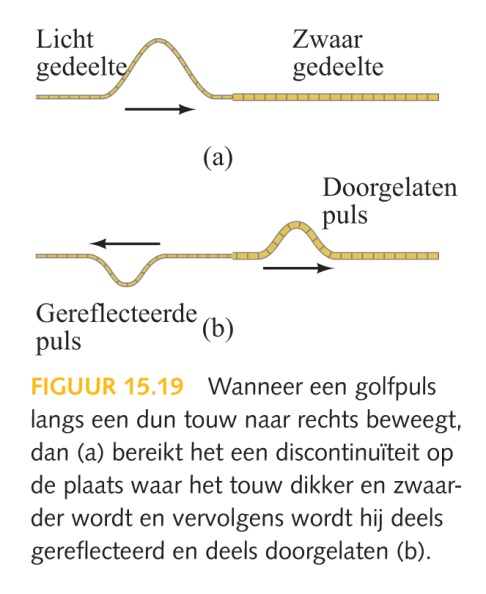 Licht
gedeelte
Zwaar
gedeelte
(a)
Doorgelaten
puls
Gereflecteerde
puls
(b)
FIGUUR 15.19 Wanneer een golfpuls
langs een dun touw naar rechts beweegt,
dan (a) bereikt het een discontinuïteit op
de plaats waar het touw dikker en zwaar-
der wordt en vervolgens wordt hij deels
gereflecteerd en deels doorgelaten (b).